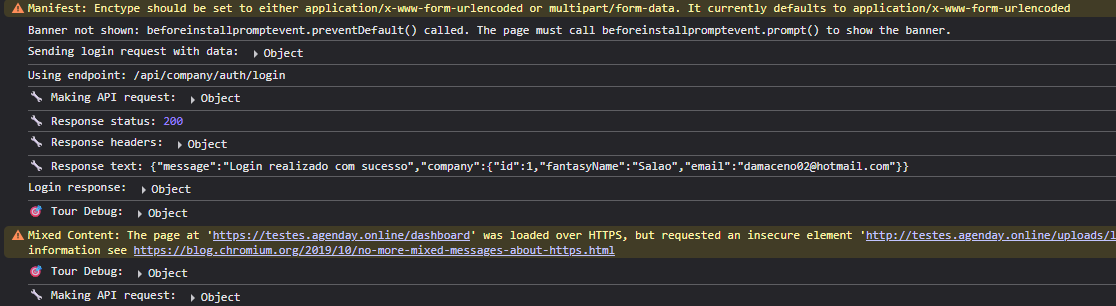 Manifest: Enctype should be set to either application/x-www-form-urlencoded or multipart/form-data. It currently defaults to application/x-www-form-urlencoded
Banner not shown: beforeinstallpromptevent.preventDefault() called. The page must call beforeinstallpromptevent.prompt() to show the banner.
Sending login request with data: ▶ Object
Using endpoint: /api/company/auth/login
🔧 Making API request: ▶ Object
🔧 Response status: 200
🔧 Response headers: ▶ Object
🔧 Response text: {"message":"Login realizado com sucesso","company":{"id":1,"fantasyName":"Salao","email":"damaceno02@hotmail.com"}}
Login response: ▶ Object
🎯 Tour Debug: ▶ Object
Mixed Content: The page at 'https://testes.agenday.online/dashboard' was loaded over HTTPS, but requested an insecure element 'http://testes.agenday.online/uploads/
information see https://blog.chromium.org/2019/10/no-more-mixed-messages-about-https.html
🎯 Tour Debug: ▶ Object
🔧 Making API request: ▶ Object